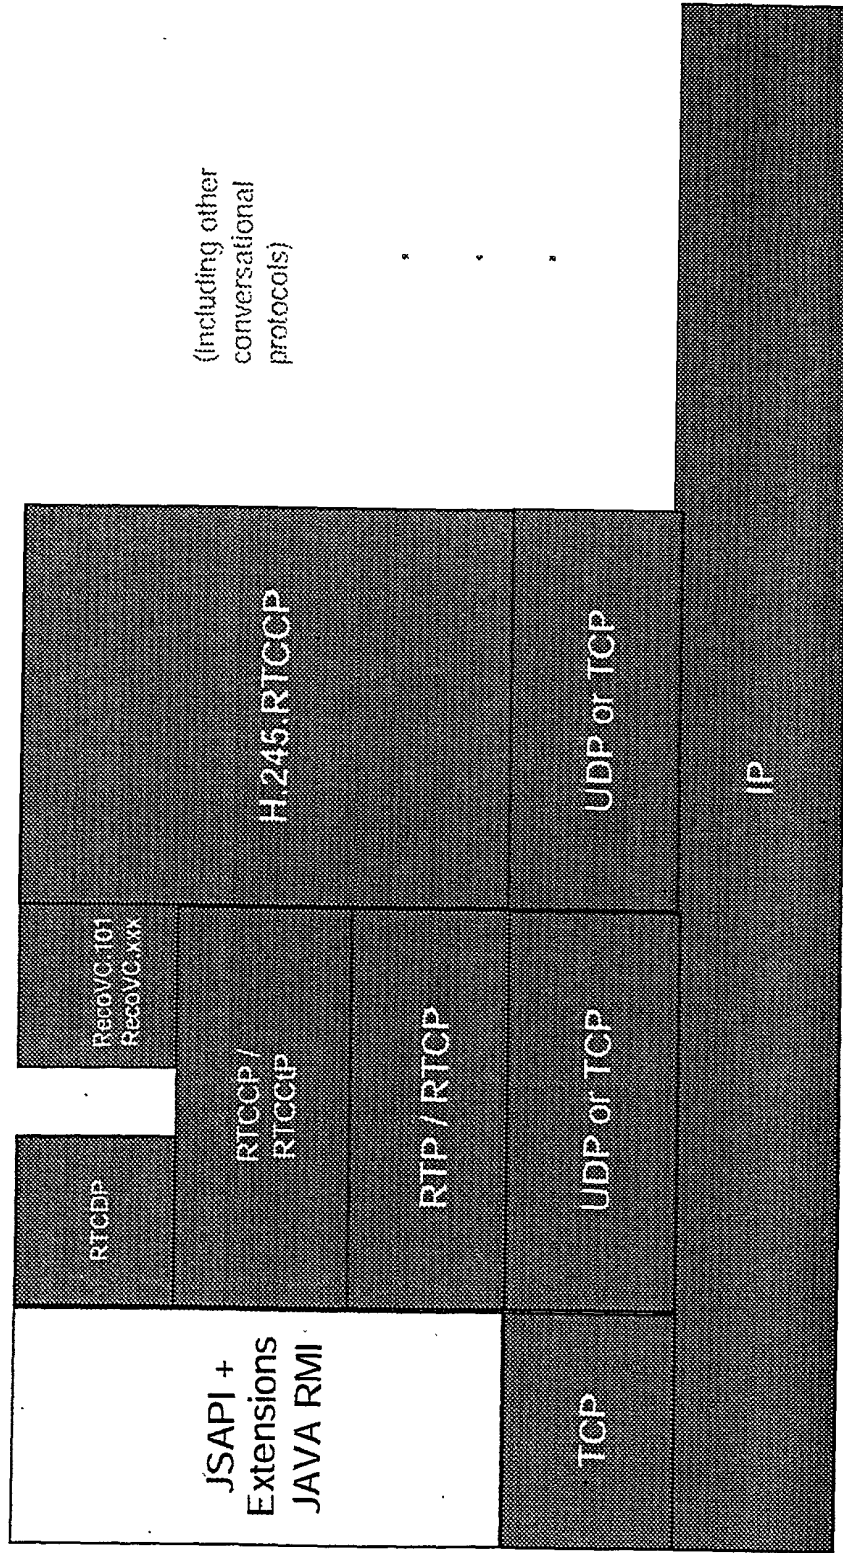 JSAPI +
Extensions
JAVA RMI
TCP
RTCDP
RecoVC.101
RecoVC.xxx
RTCCP /
RTCCtP
RTP / RTCP
UDP or TCP
H.245.RTCCP
UDP or TCP
(Including other
conversational
protocols)
IP